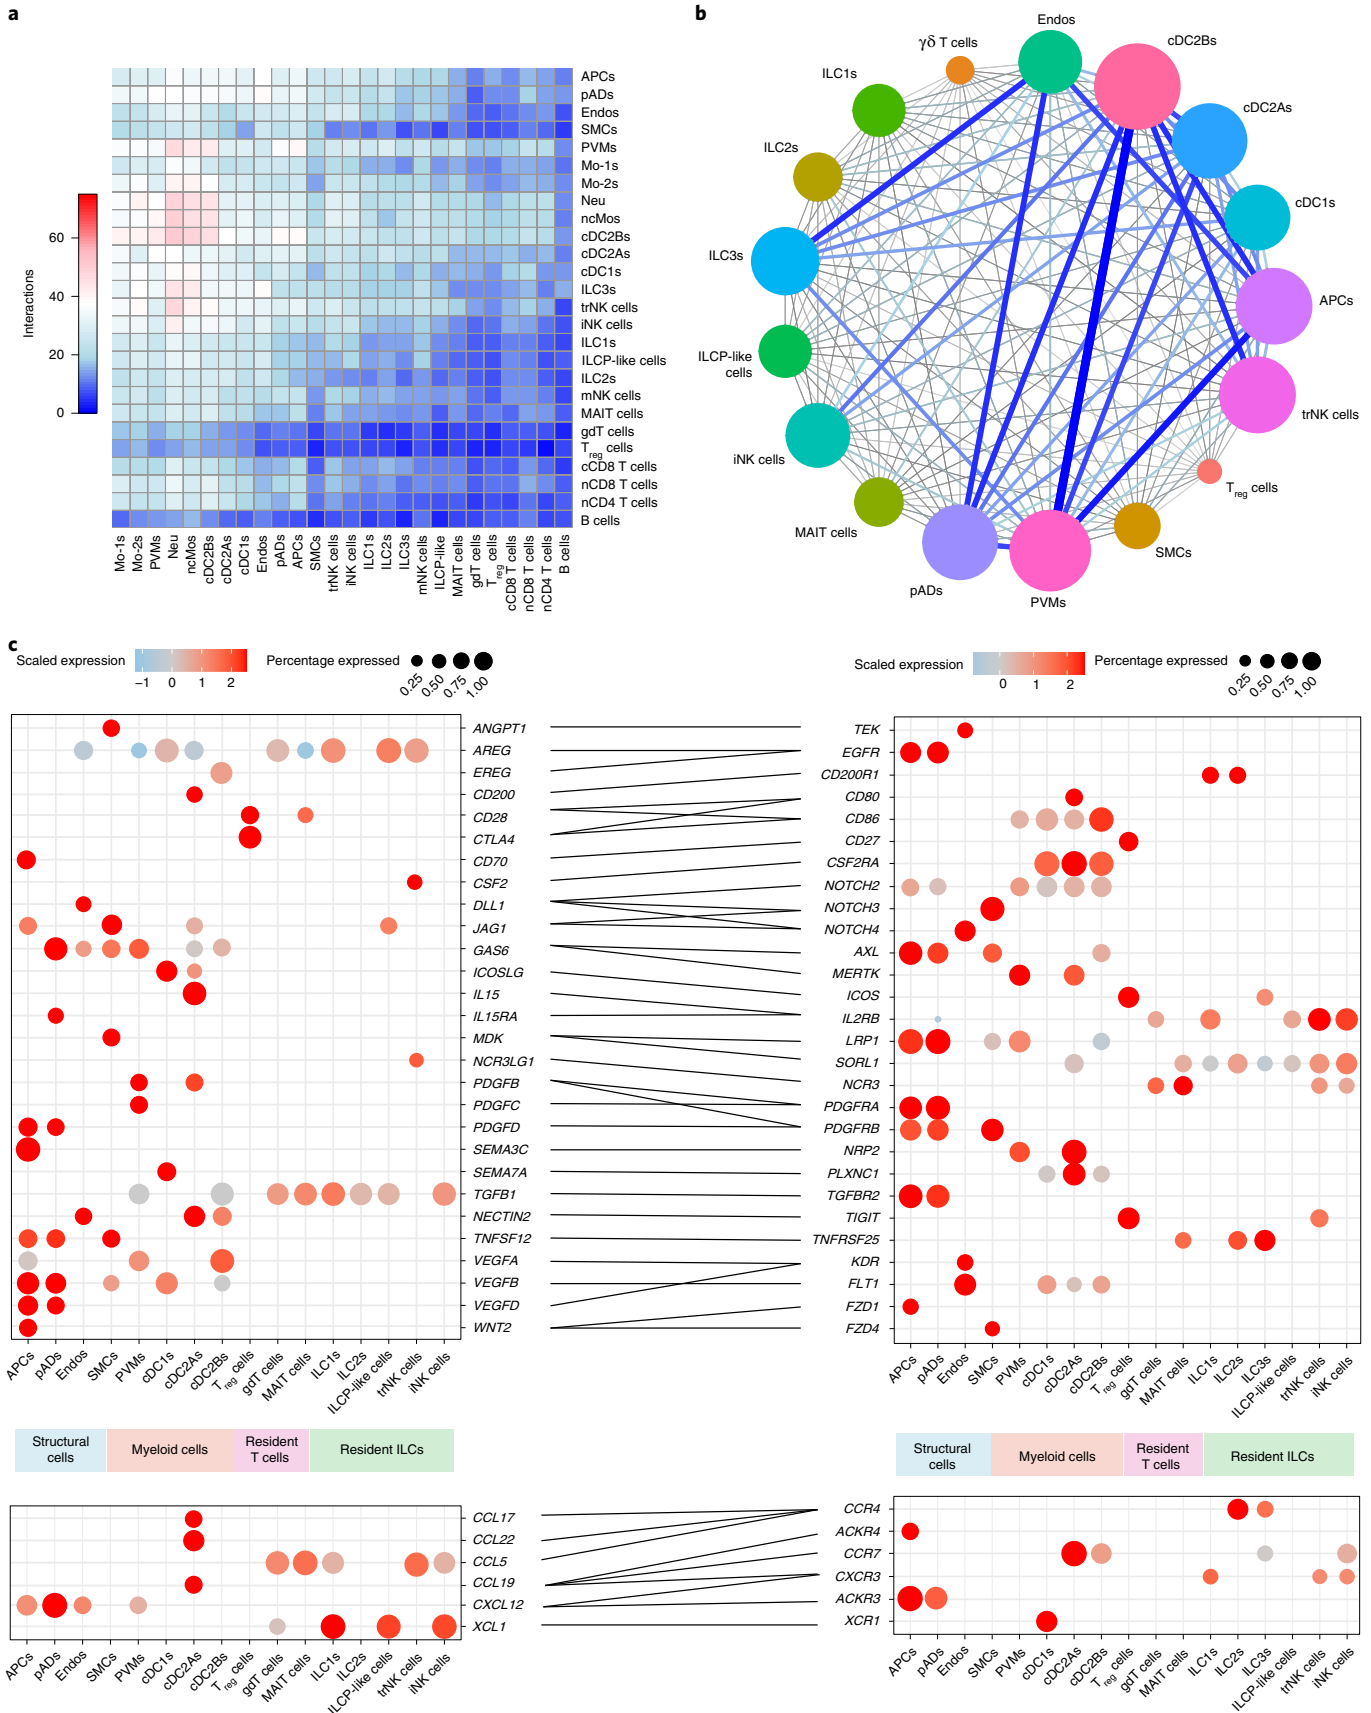 a
APCs
pADs
Endos
SMCs
PVMs
Mo-1s
Mo-2s
Neu
ncMos
cDC2Bs
cDC2As
cDC1s
ILC3s
trNK cells
iNK cells
ILC1s
ILCP-like cells
ILC2s
mNK cells
MAIT cells
gdT cells
Treg cells
cCD8 T cells
nCD8 T cells
nCD4 T cells
B cells
Interactions
60
40
20
0
Mo-1s
Mo-2s
PVMs
Neu
ncMos
cDC2Bs
cDC2As
cDC1s
Endos
pADs
APCs
SMCs
trNK cells
iNK cells
ILC1s
ILC2s
ILC3s
mNK cells
ILCP-like
MAIT cells
gdT cells
Treg cells
cCD8 T cells
nCD8 T cells
nCD4 T cells
B cells
b
Endos
cDC2Bs
γδ T cells
cDC2As
ILC1s
cDC1s
ILC2s
ILC3s
APCs
ILCP-like
cells
trNK cells
iNK cells
Treg cells
MAIT cells
SMCs
pADs
PVMs
c
Scaled expression
−1
0
1
2
Percentage expressed
0.25
0.50
0.75
1.00
Scaled expression
0
1
2
Percentage expressed
0.25
0.50
0.75
1.00
ANGPT1
AREG
EREG
CD200
CD28
CTLA4
CD70
CSF2
DLL1
JAG1
GAS6
ICOSLG
IL15
IL15RA
MDK
NCR3LG1
PDGFB
PDGFC
PDGFD
SEMA3C
SEMA7A
TGFB1
NECTIN2
TNFSF12
VEGFA
VEGFB
VEGFD
WNT2
TEK
EGFR
CD200R1
CD80
CD86
CD27
CSF2RA
NOTCH2
NOTCH3
NOTCH4
AXL
MERTK
ICOS
IL2RB
LRP1
SORL1
NCR3
PDGFRA
PDGFRB
NRP2
PLXNC1
TGFBR2
TIGIT
TNFRSF25
KDR
FLT1
FZD1
FZD4
APCs
pADs
Endos
SMCs
PVMs
cDC1s
cDC2As
cDC2Bs
Treg cells
gdT cells
MAIT cells
ILC1s
ILC2s
ILCP-like cells
trNK cells
iNK cells
APCs
pADs
Endos
SMCs
PVMs
cDC1s
cDC2As
cDC2Bs
Treg cells
gdT cells
MAIT cells
ILC1s
ILC2s
ILC3s
ILCP-like cells
trNK cells
iNK cells
Structural
cells
Myeloid cells
Resident
T cells
Resident ILCs
Structural
cells
Myeloid cells
Resident
T cells
Resident ILCs
CCL17
CCL22
CCL5
CCL19
CXCL12
XCL1
CCR4
ACKR4
CCR7
CXCR3
ACKR3
XCR1
APCs
pADs
Endos
SMCs
PVMs
cDC1s
cDC2As
cDC2Bs
Treg cells
gdT cells
MAIT cells
ILC1s
ILC2s
ILCP-like cells
trNK cells
iNK cells
APCs
pADs
Endos
SMCs
PVMs
cDC1s
cDC2As
cDC2Bs
Treg cells
gdT cells
MAIT cells
ILC1s
ILC2s
ILC3s
ILCP-like cells
trNK cells
iNK cells